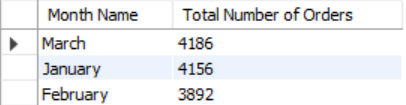 Month Name Total Number of Orders
March 4186
January 4156
February 3892